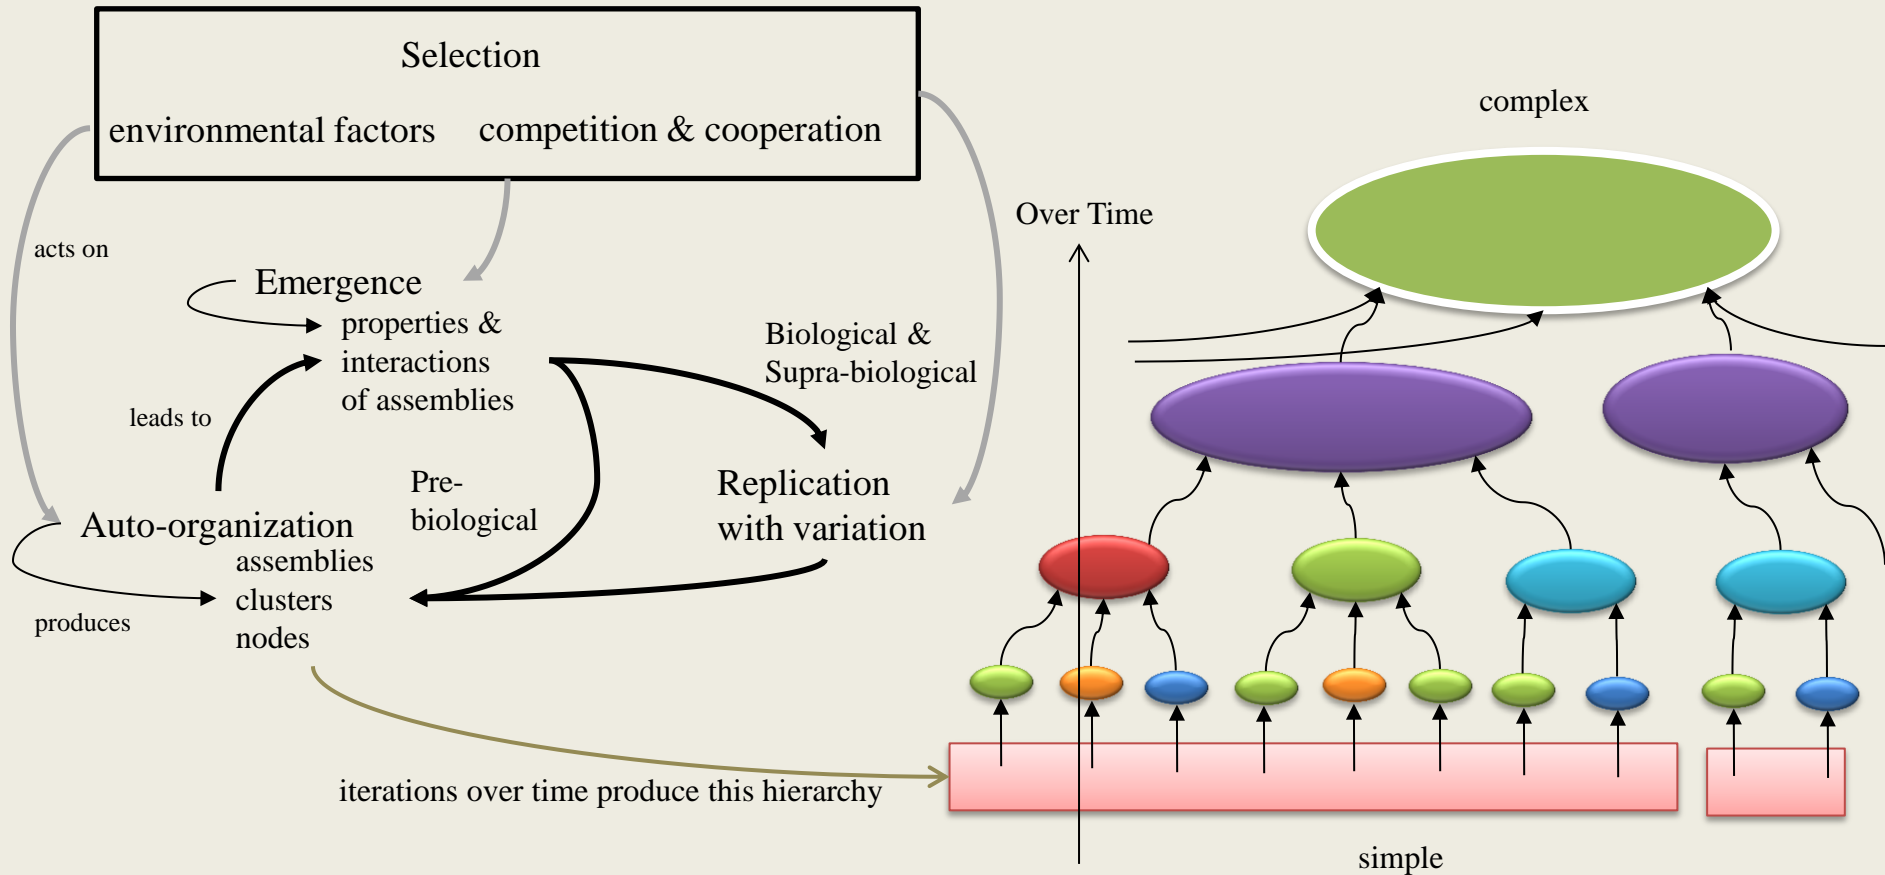 Selection
environmental factors
competition & cooperation
acts on
Emergence
properties &
interactions
of assemblies
leads to
Biological &
Supra-biological
Pre-
biological
Replication
with variation
Auto-organization
assemblies
clusters
nodes
produces
iterations over time produce this hierarchy
Over Time
complex
simple